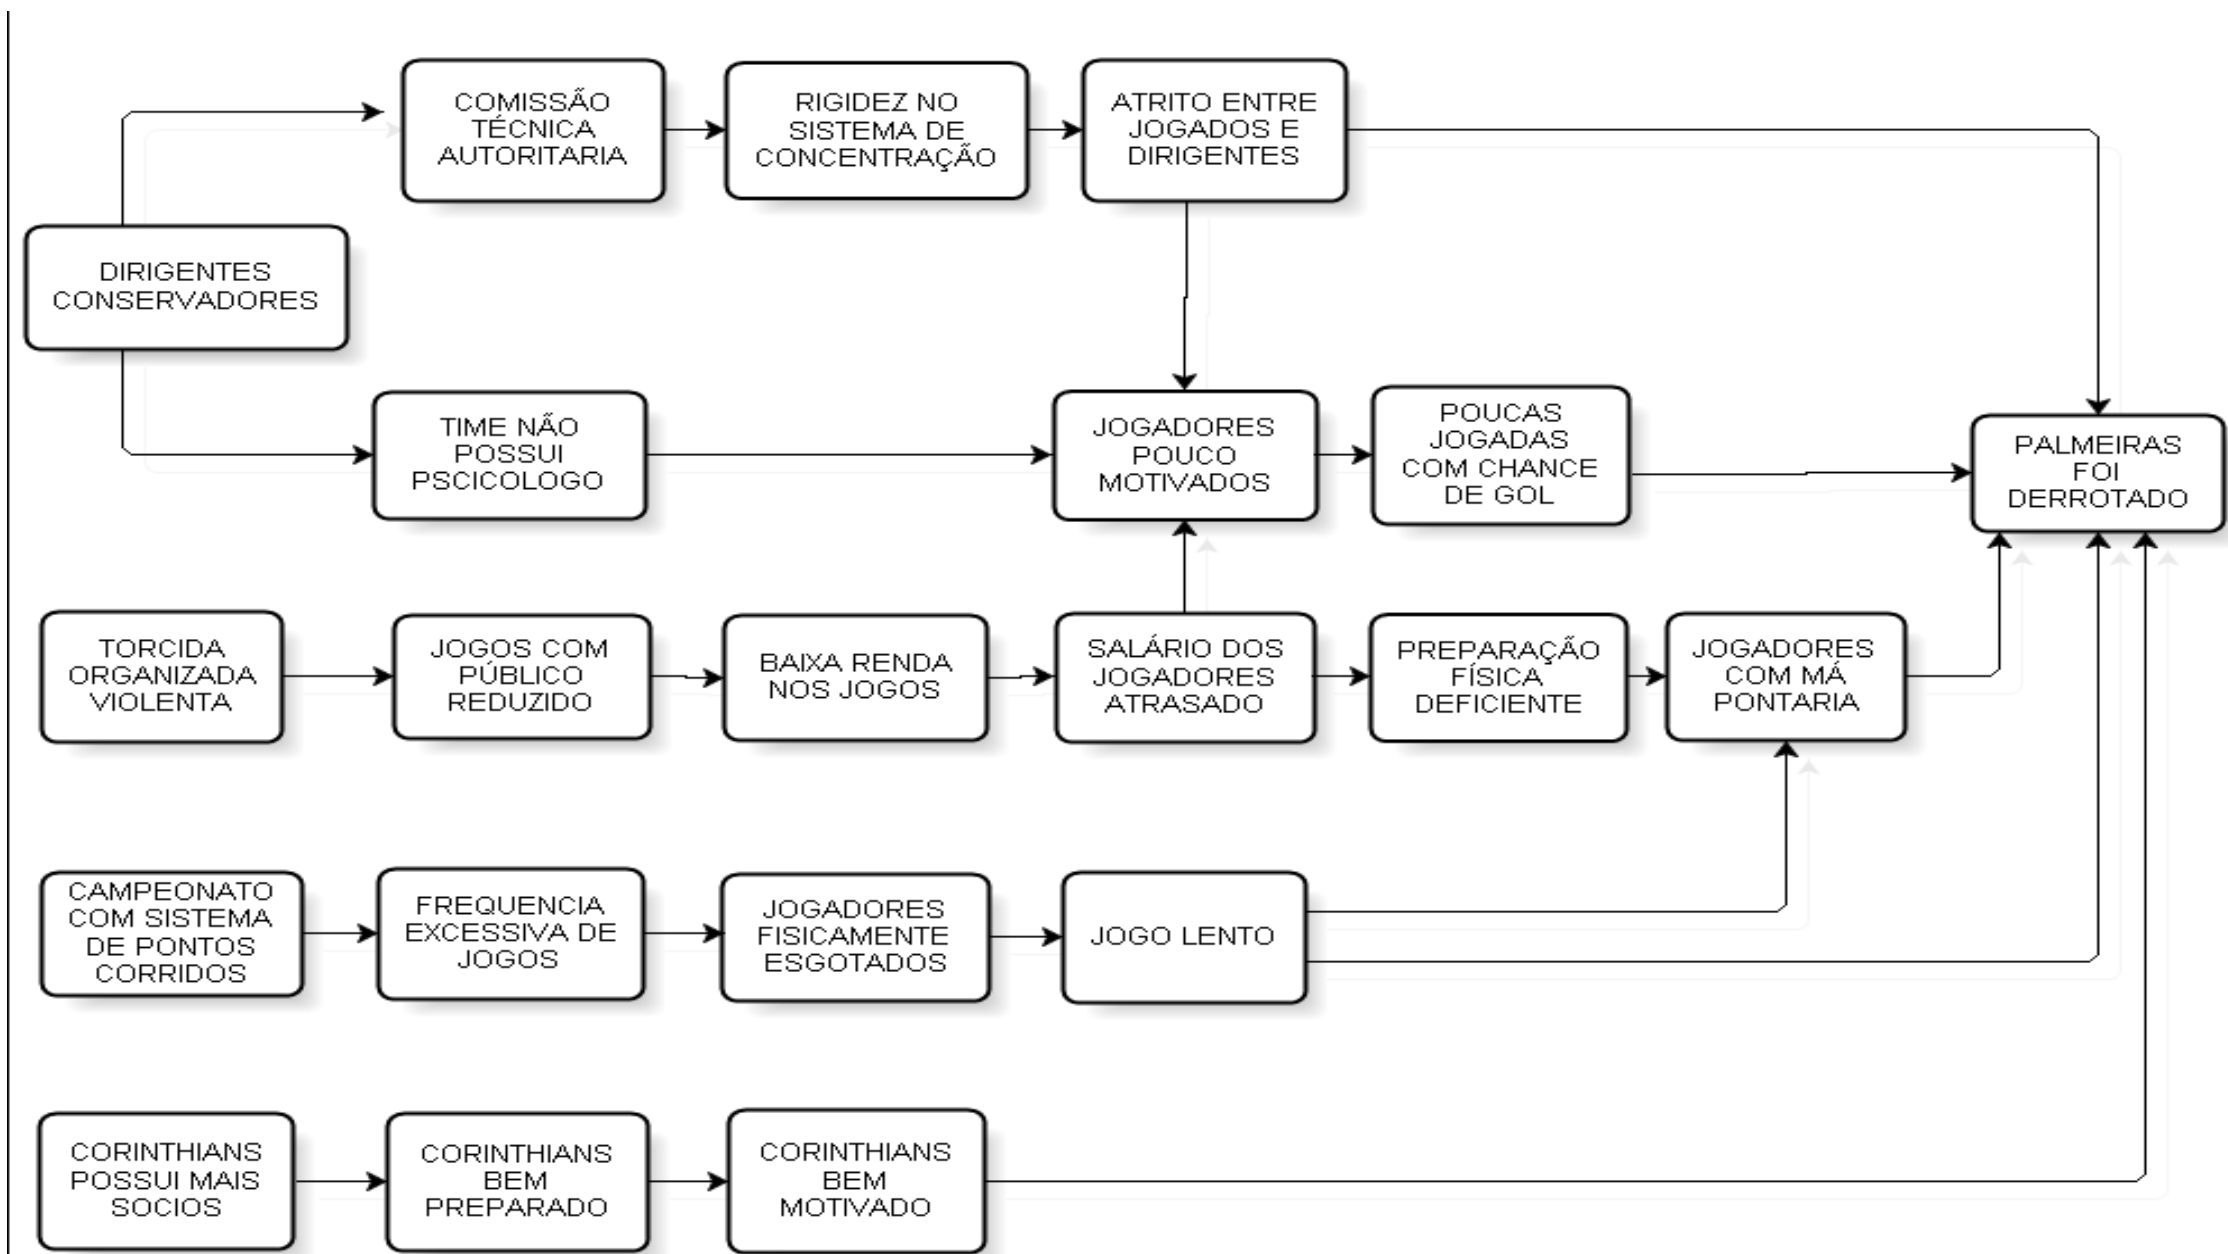 COMISSÃO
TÉCNICA
AUTORITARIA
RIGIDEZ NO
SISTEMA DE
CONCENTRAÇÃO
ATRITO ENTRE
JOGADOS E
DIRIGENTES
DIRIGENTES
CONSERVADORES
TIME NÃO
POSSUI
PSCICOLOGO
JOGADORES
POUCO
MOTIVADOS
POUCAS
JOGADAS
COM CHANCE
DE GOL
PALMEIRAS
FOI
DERROTADO
TORCIDA
ORGANIZADA
VIOLENTA
JOGOS COM
PÚBLICO
REDUZIDO
BAIXA RENDA
NOS JOGOS
SALÁRIO DOS
JOGADORES
ATRASADO
PREPARAÇÃO
FÍSICA
DEFICIENTE
JOGADORES
COM MÁ
PONTARIA
CAMPEONATO
COM SISTEMA
DE PONTOS
CORRIDOS
FREQUENCIA
EXCESSIVA DE
JOGOS
JOGADORES
FISICAMENTE
ESGOTADOS
JOGO LENTO
CORINTHIANS
POSSUI MAIS
SOCIOS
CORINTHIANS
BEM
PREPARADO
CORINTHIANS
BEM
MOTIVADO